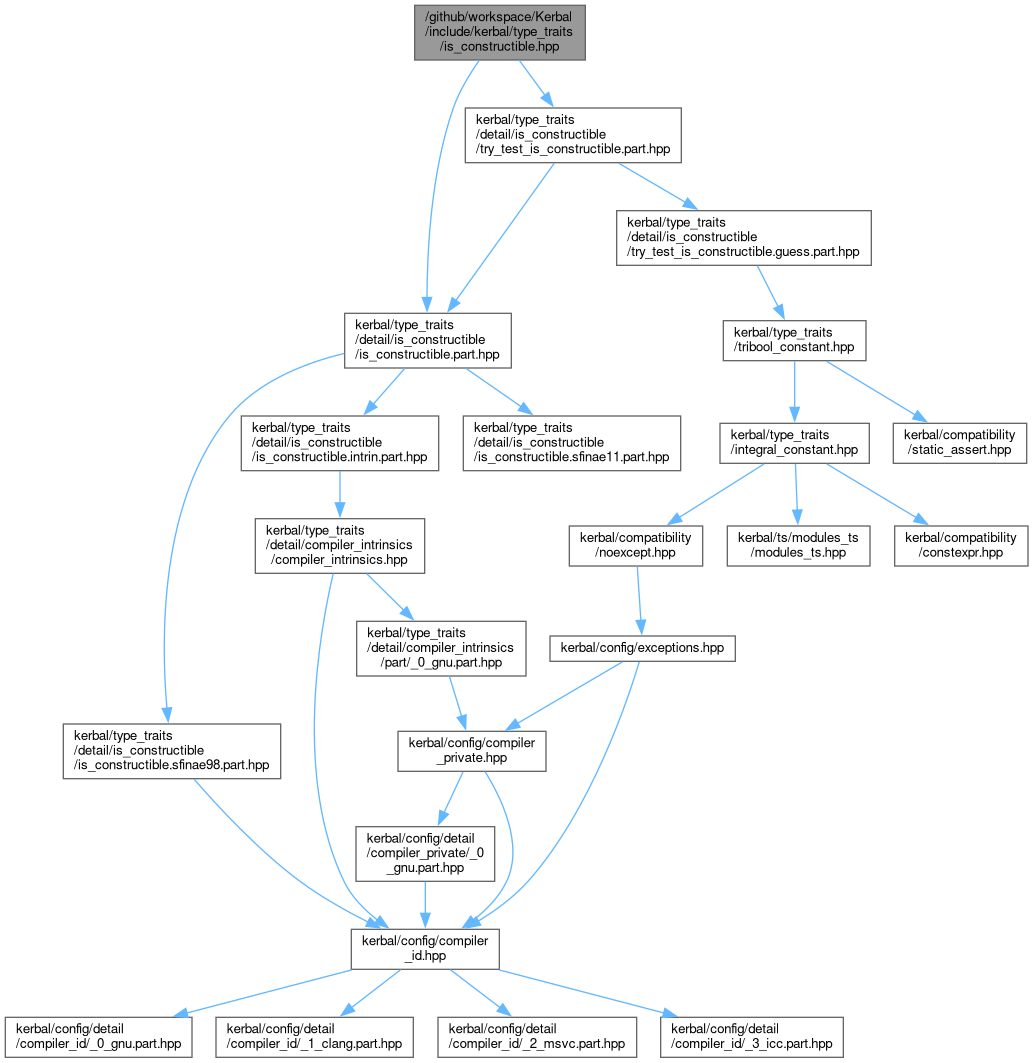 /github/workspace/Kerbal
/include/kerbal/type_traits
/is_constructible.hpp
kerbal/type_traits
/detail/is_constructible
/try_test_is_constructible.part.hpp
kerbal/type_traits
/detail/is_constructible
/try_test_is_constructible.guess.part.hpp
kerbal/type_traits
/detail/is_constructible
/is_constructible.part.hpp
kerbal/type_traits
/tribool_constant.hpp
kerbal/type_traits
/detail/is_constructible
/is_constructible.intrin.part.hpp
kerbal/type_traits
/detail/is_constructible
/is_constructible.sfinae11.part.hpp
kerbal/type_traits
/integral_constant.hpp
kerbal/compatibility
/static_assert.hpp
kerbal/type_traits
/detail/compiler_intrinsics
/compiler_intrinsics.hpp
kerbal/compatibility
/noexcept.hpp
kerbal/ts/modules_ts
/modules_ts.hpp
kerbal/compatibility
/constexpr.hpp
kerbal/type_traits
/detail/compiler_intrinsics
/part/_0_gnu.part.hpp
kerbal/config/exceptions.hpp
kerbal/type_traits
/detail/is_constructible
/is_constructible.sfinae98.part.hpp
kerbal/config/compiler
_private.hpp
kerbal/config/detail
/compiler_private/_0
_gnu.part.hpp
kerbal/config/compiler
_id.hpp
kerbal/config/detail
/compiler_id/_0_gnu.part.hpp
kerbal/config/detail
/compiler_id/_1_clang.part.hpp
kerbal/config/detail
/compiler_id/_2_msvc.part.hpp
kerbal/config/detail
/compiler_id/_3_icc.part.hpp